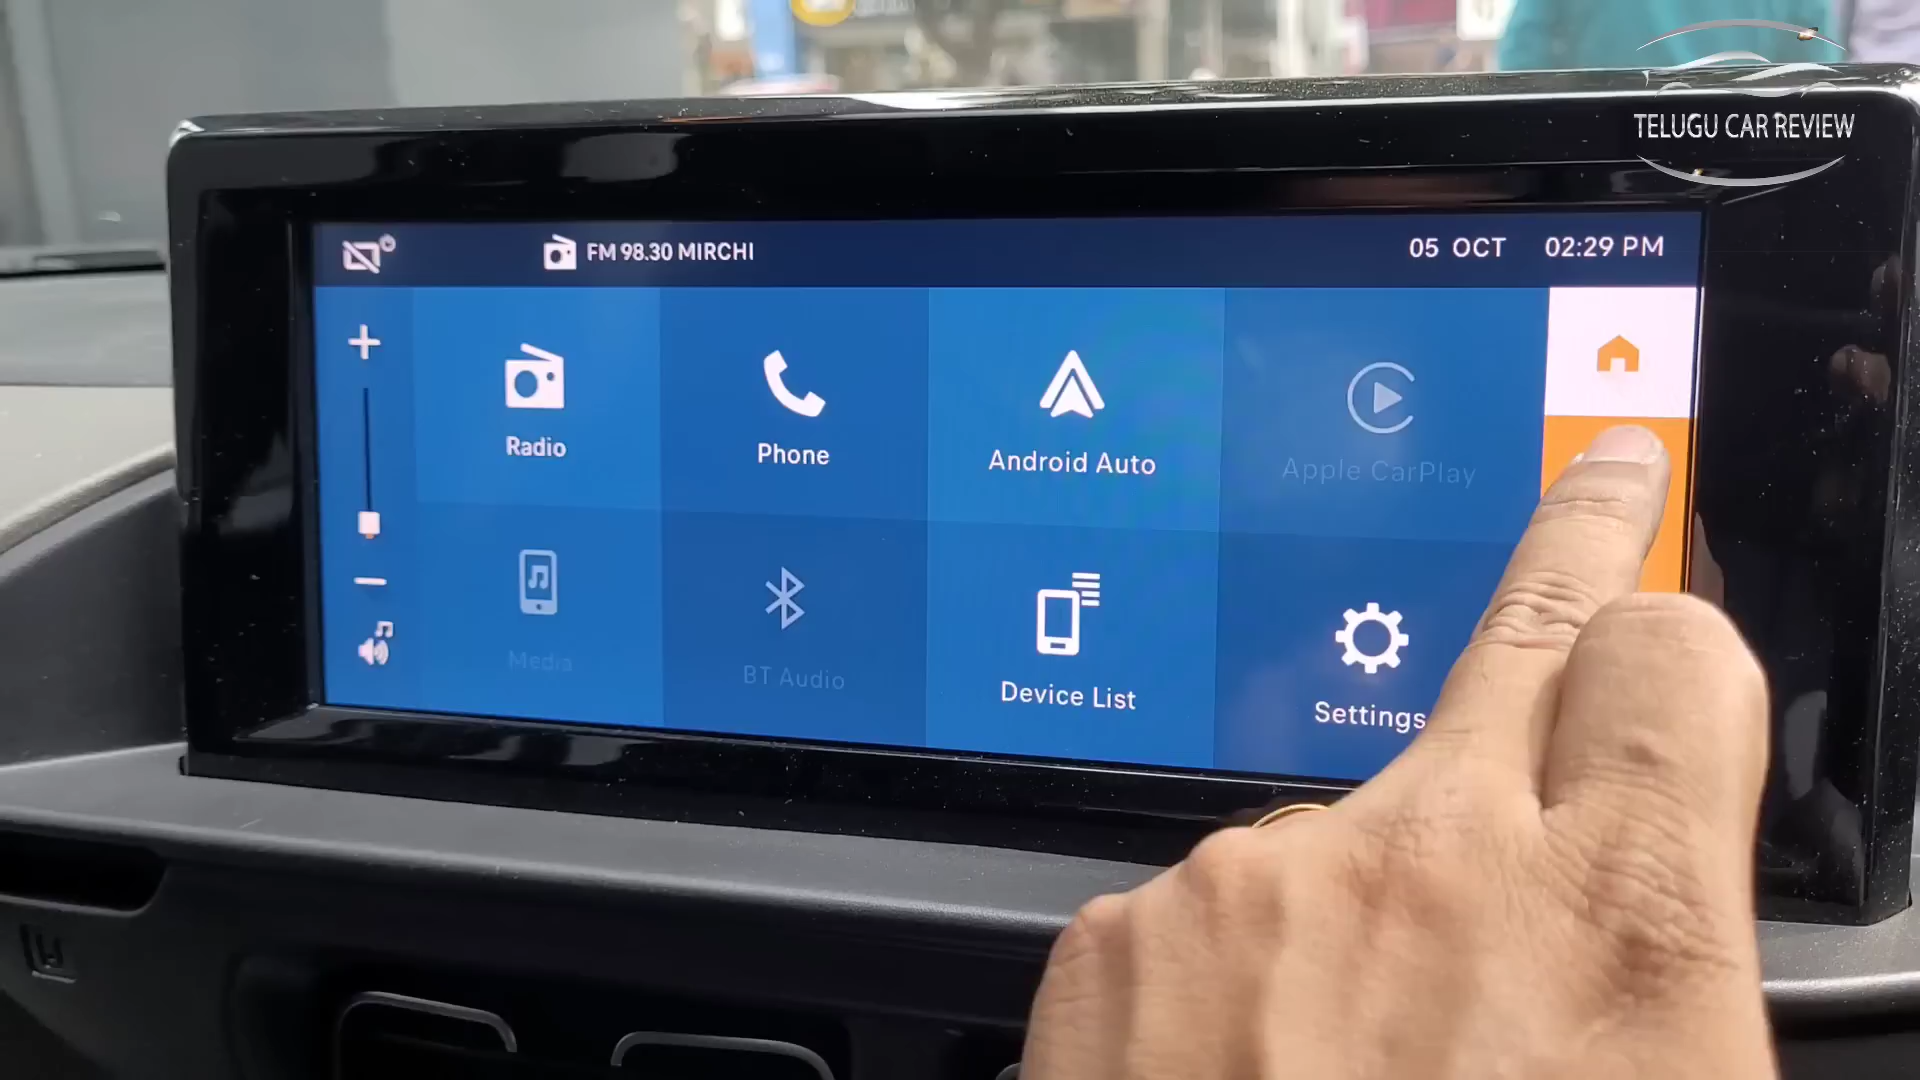 TELUGU CAR REVIEW
FM 98.30 MIRCHI
05 OCT 02:29 PM
Radio
Phone
Android Auto
Apple CarPlay
Media
BT Audio
Device List
Settings